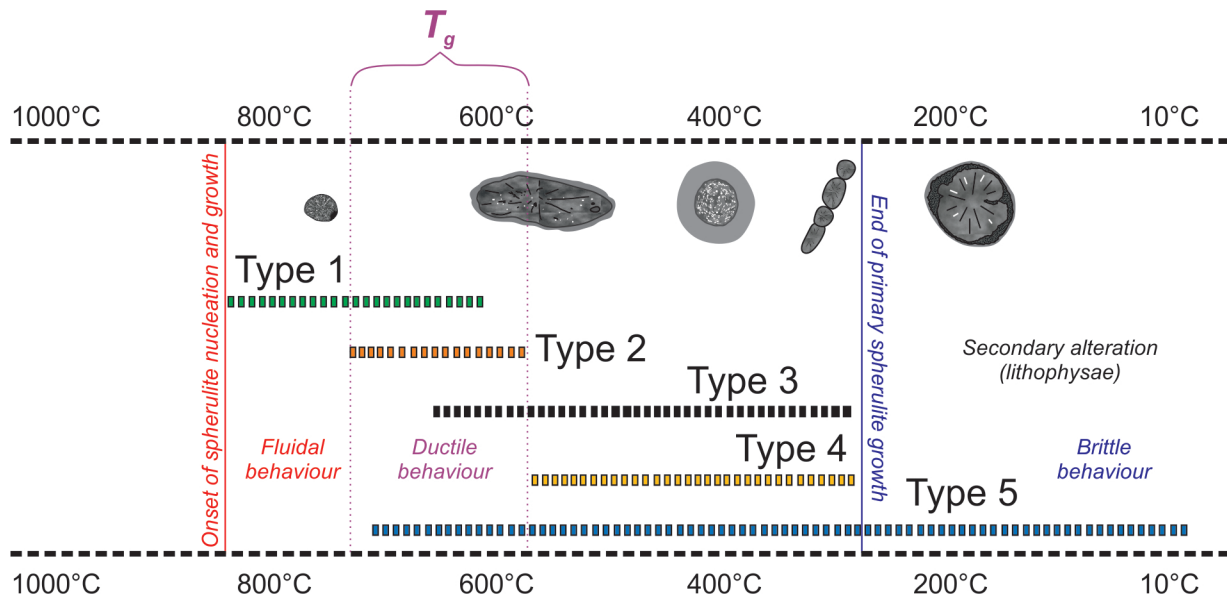 Tg
1000°C 800°C 600°C 400°C 200°C 10°C
Onset of spherulite nucleation and growth
End of primary spherulite growth
Type 1
Type 2
Secondary alteration
(lithophysae)
Type 3
Fluidal
behaviour
Ductile
behaviour
Type 4
Brittle
behaviour
Type 5
1000°C 800°C 600°C 400°C 200°C 10°C